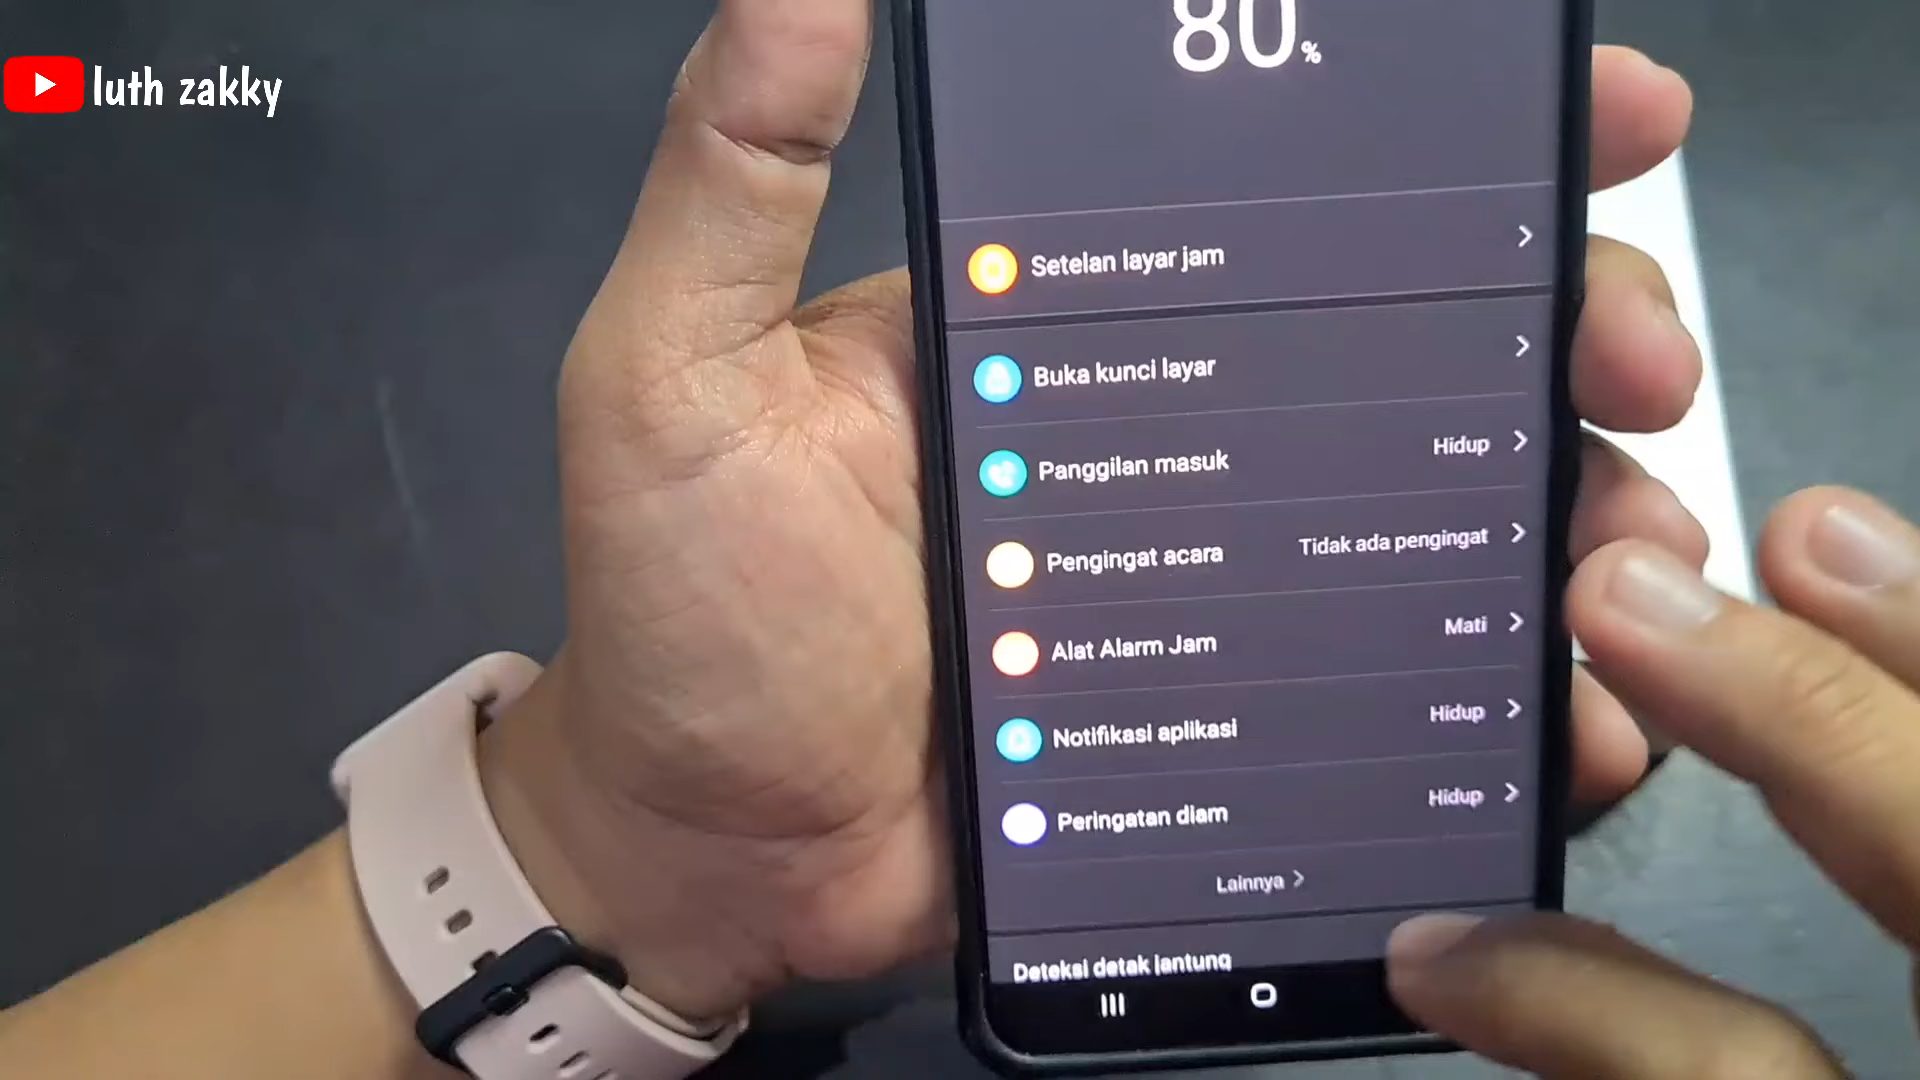 luth zakky
80%
Setelan layar jam
Buka kunci layar
Panggilan masuk Hidup
Pengingat acara Tidak ada pengingat
Alat Alarm Jam Mati
Notifikasi aplikasi Hidup
Peringatan diam Hidup
Lainnya
Deteksi detak jantung